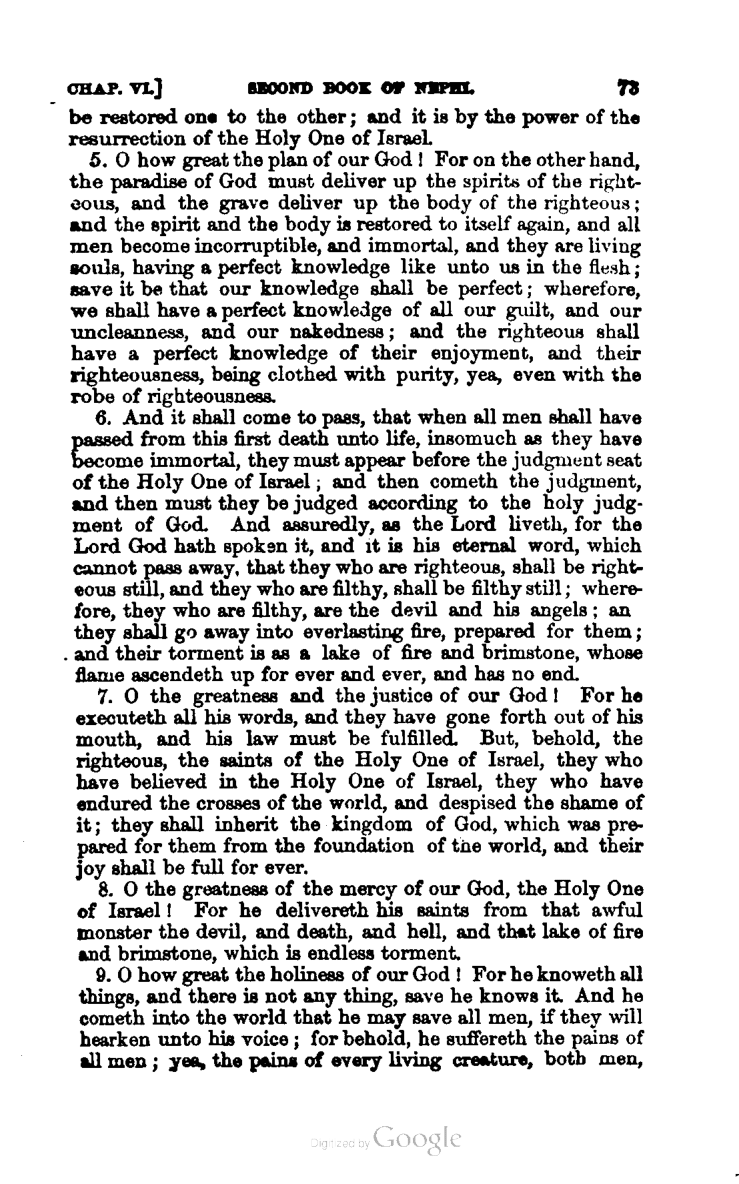 CHAP. VI.] SECOND BOOK OF NEPHI. 73
be restored one to the other; and it is by the power of the
resurrection of the Holy One of Israel.
5. O how great the plan of our God! For on the other hand,
the paradise of God must deliver up the spirits of the right-
eous, and the grave deliver up the body of the righteous;
and the spirit and the body is restored to itself again, and all
men become incorruptible, and immortal, and they are living
souls, having a perfect knowledge like unto us in the flesh;
save it be that our knowledge shall be perfect; wherefore,
we shall have a perfect knowledge of all our guilt, and our
uncleanness, and our nakedness; and the righteous shall
have a perfect knowledge of their enjoyment, and their
righteousness, being clothed with purity, yea, even with the
robe of righteousness.
6. And it shall come to pass, that when all men shall have
passed from this first death unto life, insomuch as they have
become immortal, they must appear before the judgment seat
of the Holy One of Israel; and then cometh the judgment,
and then must they be judged according to the holy judg-
ment of God. And assuredly, as the Lord liveth, for the
Lord God hath spoken it, and it is his eternal word, which
cannot pass away, that they who are righteous, shall be right-
eous still, and they who are filthy, shall be filthy still; where-
fore, they who are filthy, are the devil and his angels; an
they shall go away into everlasting fire, prepared for them;
and their torment is as a lake of fire and brimstone, whose
flame ascendeth up for ever and ever, and has no end.
7. O the greatness and the justice of our God! For he
executeth all his words, and they have gone forth out of his
mouth, and his law must be fulfilled. But, behold, the
righteous, the saints of the Holy One of Israel, they who
have believed in the Holy One of Israel, they who have
endured the crosses of the world, and despised the shame of
it; they shall inherit the kingdom of God, which was pre-
pared for them from the foundation of the world, and their
joy shall be full for ever.
8. O the greatness of the mercy of our God, the Holy One
of Israel! For he delivereth his saints from that awful
monster the devil, and death, and hell, and that lake of fire
and brimstone, which is endless torment.
9. O how great the holiness of our God! For he knoweth all
things, and there is not any thing, save he knows it. And he
cometh into the world that he may save all men, if they will
hearken unto his voice; for behold, he suffereth the pains of
all men; yea, the pains of every living creature, both men,
Digitized by Google